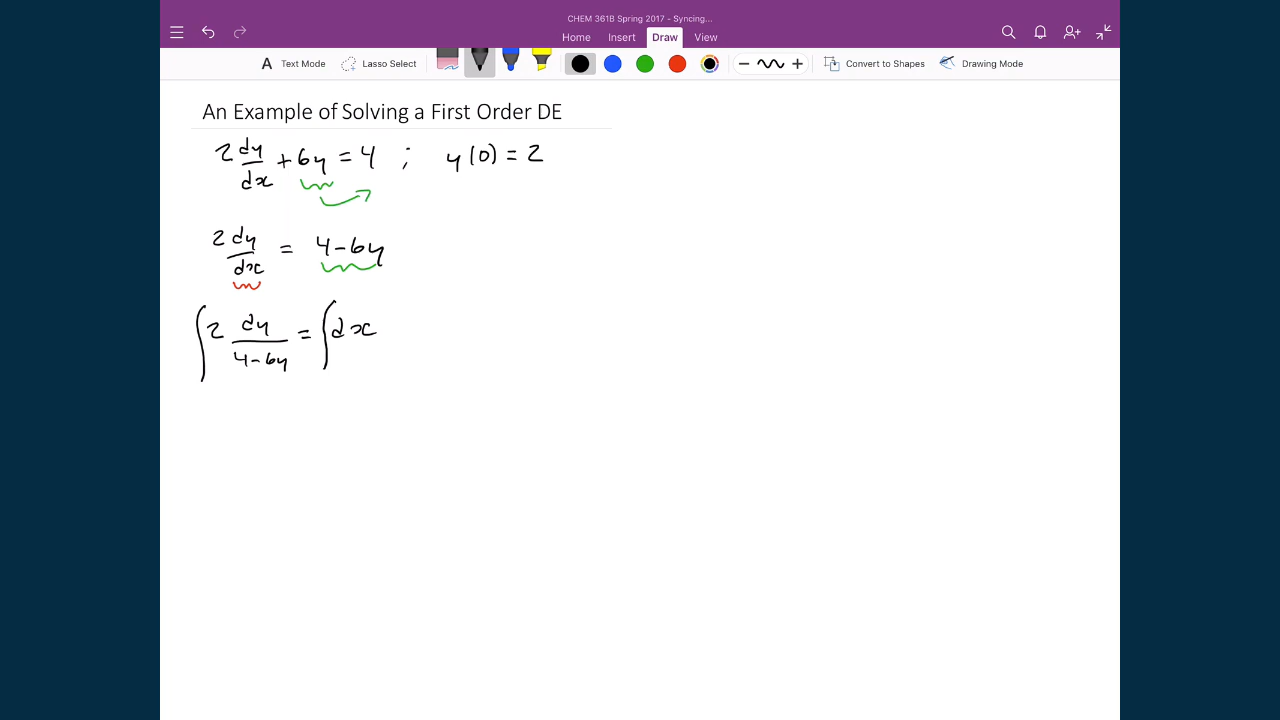 CHEM 361B Spring 2017 - Syncing...
Home Insert Draw View
Text Mode Lasso Select Convert to Shapes Drawing Mode
An Example of Solving a First Order DE
2 dy/dx + 6y = 4 ; y(0) = 2
2 dy/dx = 4-6y
∫ 2 dy/(4-6y) = ∫ dx